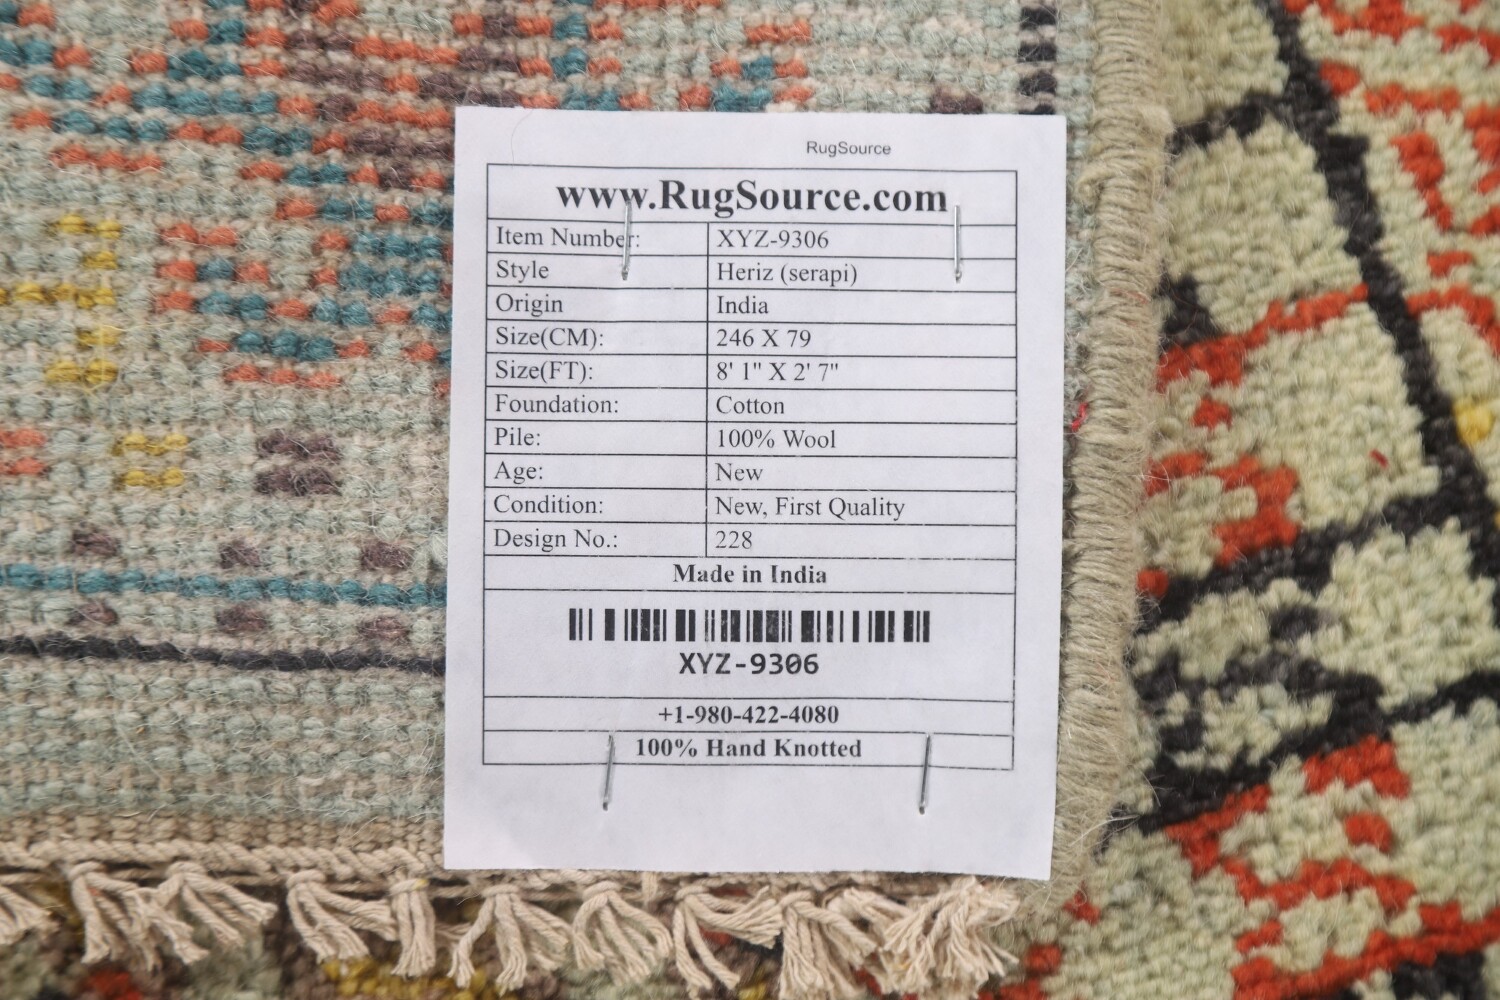 RugSource
www.RugSource.com
Item Number: XYZ-9306
Style Heriz (serapi)
Origin India
Size(CM): 246 X 79
Size(FT): 8' 1" X 2' 7"
Foundation: Cotton
Pile: 100% Wool
Age: New
Condition: New, First Quality
Design No.: 228
Made in India
XYZ-9306
+1-980-422-4080
100% Hand Knotted